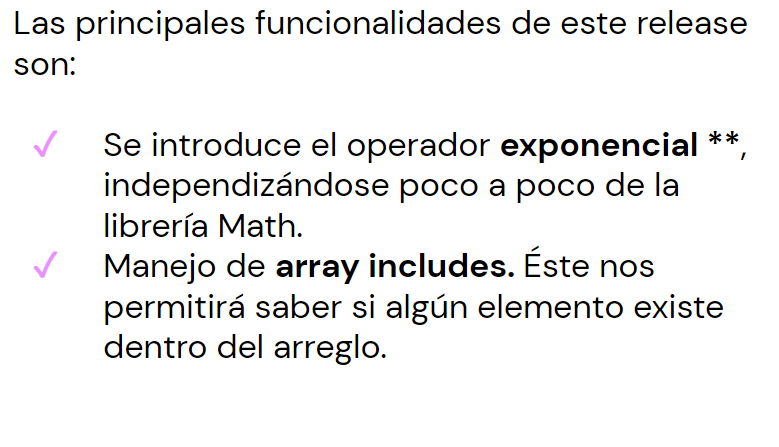 Las principales funcionalidades de este release
son:
✓ Se introduce el operador exponencial **,
independizándose poco a poco de la
librería Math.
✓ Manejo de array includes. Éste nos
permitirá saber si algún elemento existe
dentro del arreglo.